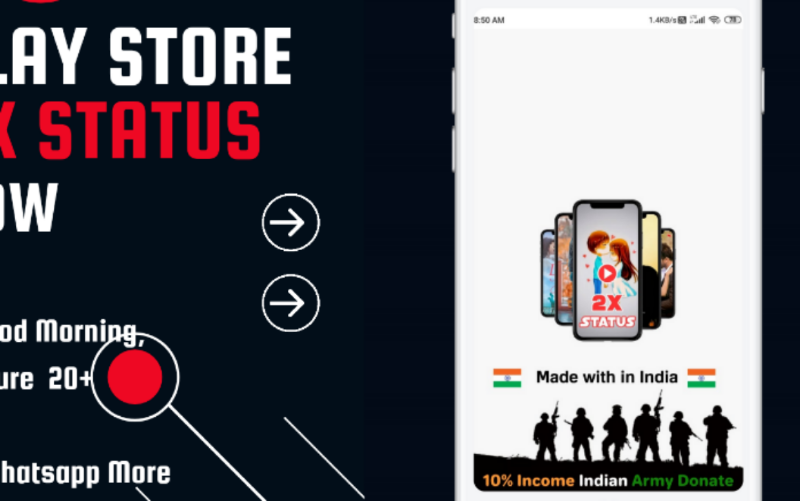 LAY STORE
X STATUS
OW
od Morning,
ure 20+
hatsapp More
8:50 AM
1.4KB/s
78
2X
STATUS
Made with in India
10% Income Indian Army Donate